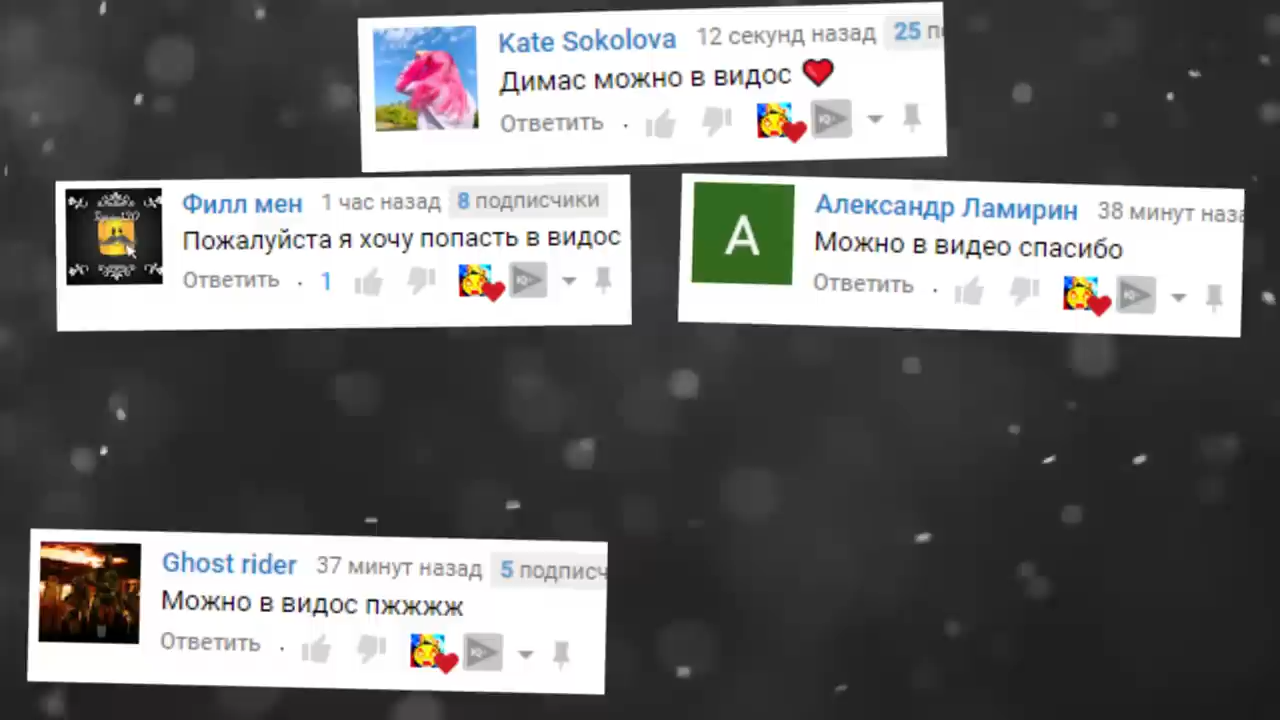 Kate Sokolova 12 секунд назад 25
Димас можно в видос ❤️
Ответить ·
Филл мен 1 час назад 8 подписчики
Пожалуйста я хочу попасть в видос
Ответить · 1
Александр Ламирин 38 минут
Можно в видео спасибо
Ответить ·
A
Ghost rider 37 минут назад 5
Можно в видос пжжжж
Ответить ·